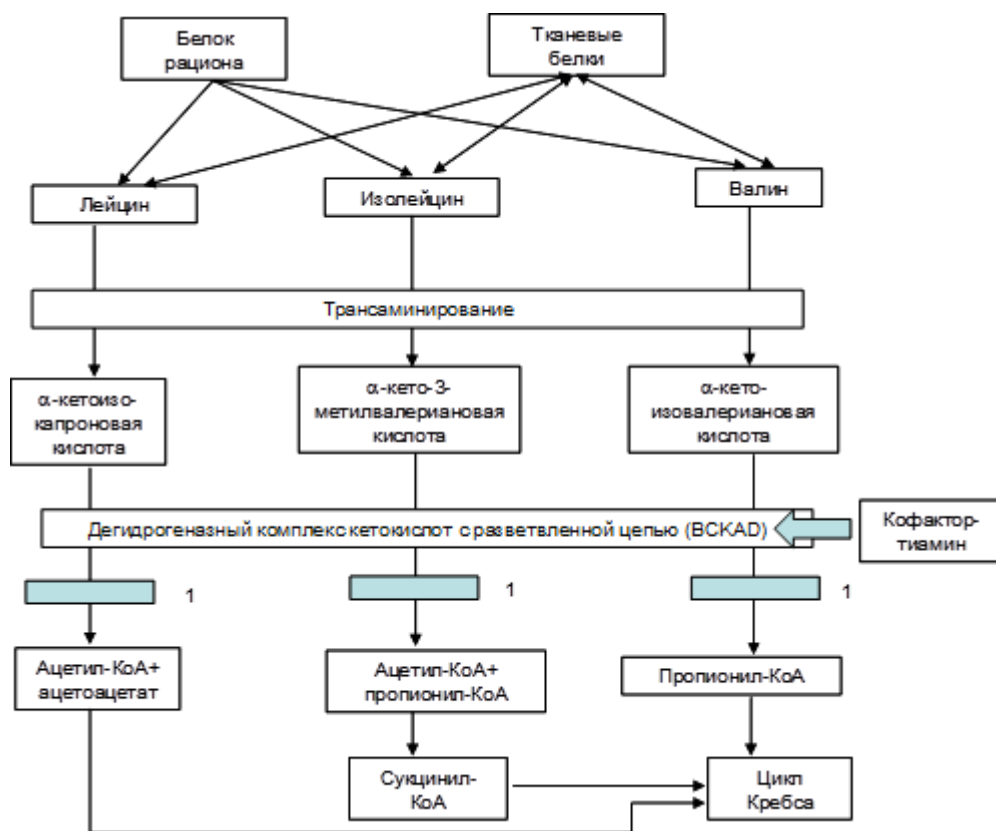 Белок
рациона
Тканевые
белки
Лейцин
Изолейцин
Валин
Трансаминирование
α-кетоизо-
капроновая
кислота
α-кето-3-
метилвалериановая
кислота
α-кето-
изовалериановая
кислота
Дегидрогеназный комплекс кетокислот с разветвленной цепью (BCKAD)
Кофактор-
тиамин
1
1
1
Ацетил-КоА+
ацетоацетат
Ацетил-КоА+
пропионил-КоА
Пропионил-КоА
Сукцинил-
КоА
Цикл
Кребса